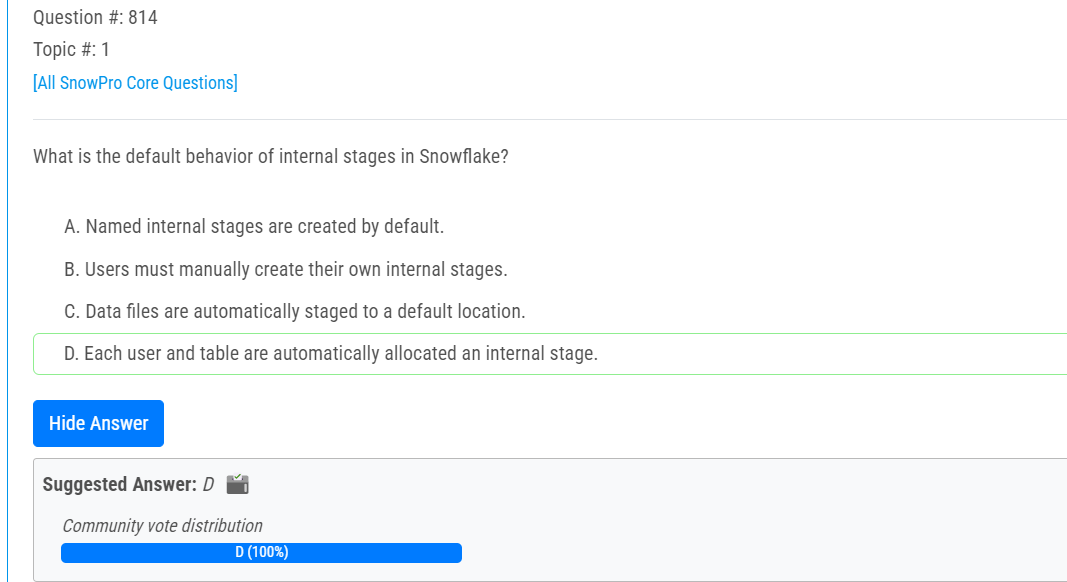 Question #: 814
Topic #: 1
[All SnowPro Core Questions]
What is the default behavior of internal stages in Snowflake?
A. Named internal stages are created by default.
B. Users must manually create their own internal stages.
C. Data files are automatically staged to a default location.
D. Each user and table are automatically allocated an internal stage.
Hide Answer
Suggested Answer: D
Community vote distribution
D (100%)